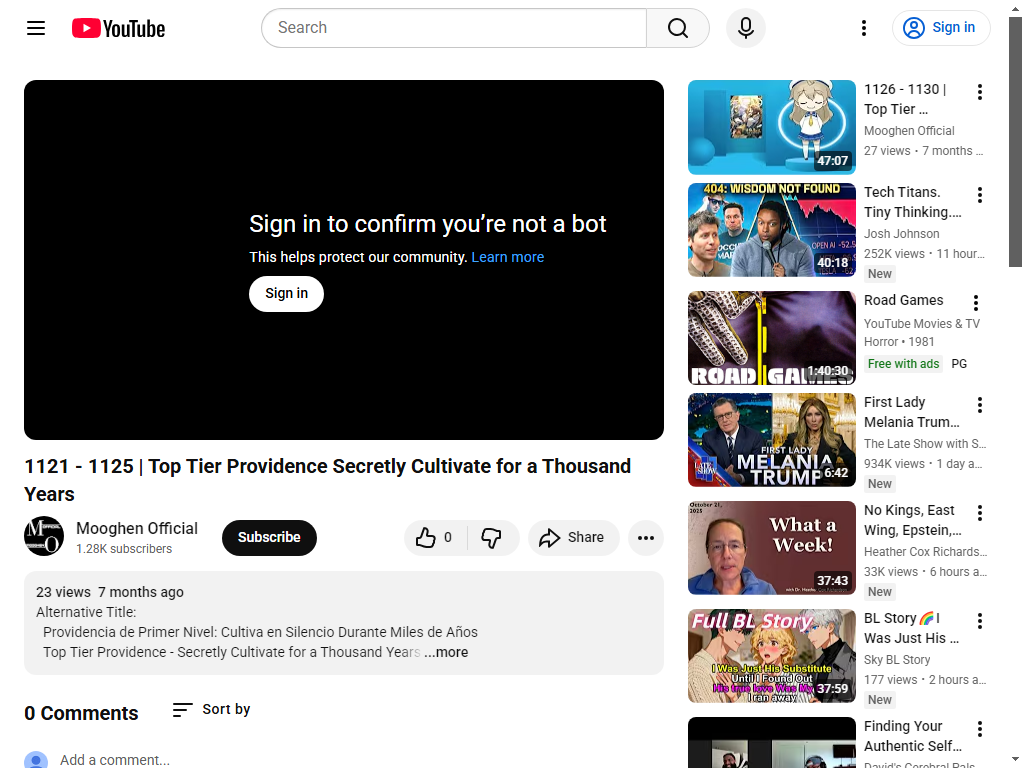 YouTube
Search
Sign in
Sign in to confirm you're not a bot
This helps protect our community. Learn more
Sign in
1121 - 1125 | Top Tier Providence Secretly Cultivate for a Thousand
Years
Mooghen Official
1.28K subscribers
Subscribe
0
Share
23 views 7 months ago
Alternative Title:
Providencia de Primer Nivel: Cultiva en Silencio Durante Miles de Años
Top Tier Providence - Secretly Cultivate for a Thousand Years ...more
0 Comments
Sort by
Add a comment...
47:07
1126 - 1130 |
Top Tier ...
Mooghen Official
27 views • 7 months ...
404: WISDOM NOT FOUND
OPEN AI -52.5
40:18
Tech Titans.
Tiny Thinking....
Josh Johnson
252K views • 11 hour...
New
ROAD GAMES
1:40:30
Road Games
YouTube Movies & TV
Horror • 1981
Free with ads PG
FIRST LADY
MELANIA
TRUMP
6:42
First Lady
Melania Trum...
The Late Show with S...
934K views • 1 day a...
New
October 21,
2025
What a
Week!
37:43
No Kings, East
Wing, Epstein,...
Heather Cox Richards...
33K views • 6 hours a...
New
Full BL Story
I Was Just His Substitute
Until I Found Out
His true love Was My
I ran away
37:59
BL Story🌈I
Was Just His ...
Sky BL Story
177 views • 2 hours a...
New
Finding Your
Authentic Self...
David's Cerebral Pals